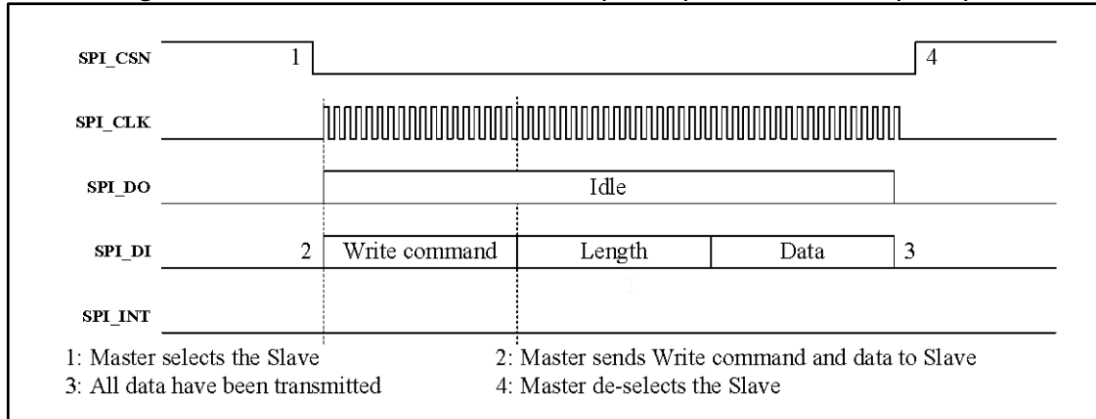 SPI_CSN 1 4
SPI_CLK
SPI_DO Idle
SPI_DI 2 Write command Length Data 3
SPI_INT
1: Master selects the Slave 2: Master sends Write command and data to Slave
3: All data have been transmitted 4: Master de-selects the Slave